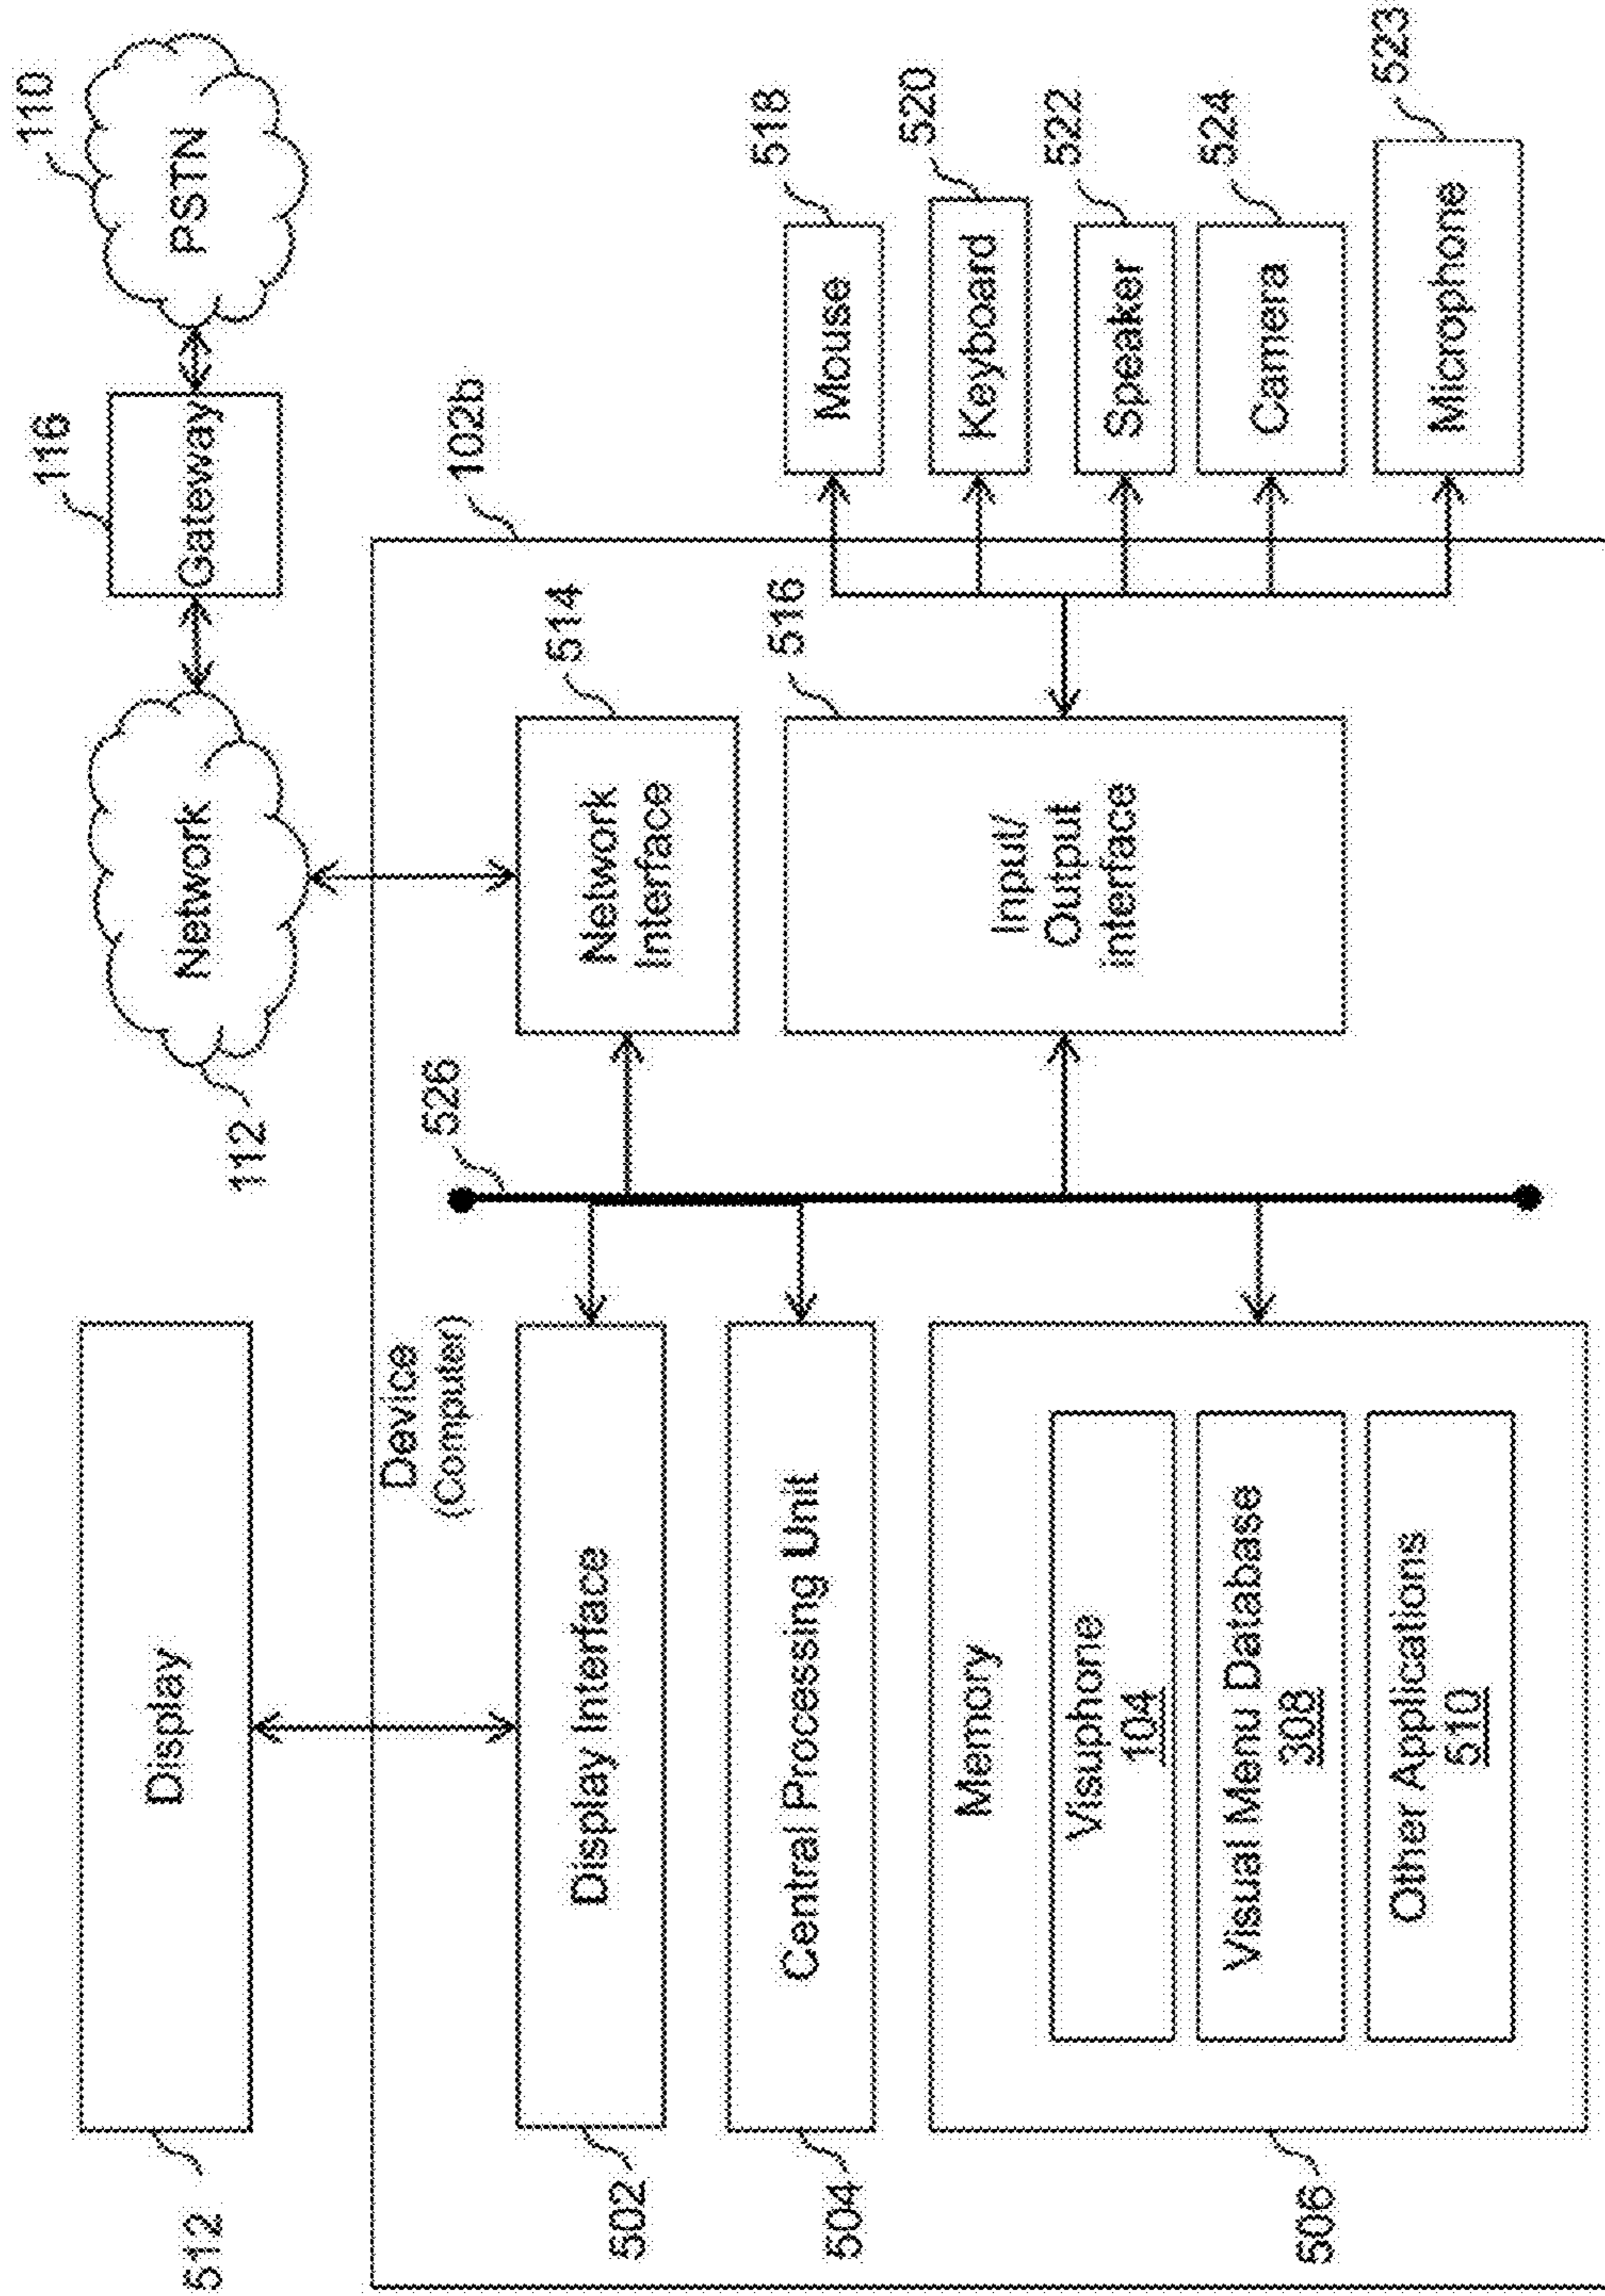 512
Display
112
Network
116
Gateway
110
PSTN
Device
(Computer)
102b
526
502
Display Interface
504
Central Processing Unit
506
Memory
Visuphone
104
Visual Menu Database
308
Other Applications
510
Network
Interface
514
Input/
Output
interface
516
Mouse
518
Keyboard
520
Speaker
522
Camera
524
Microphone
523